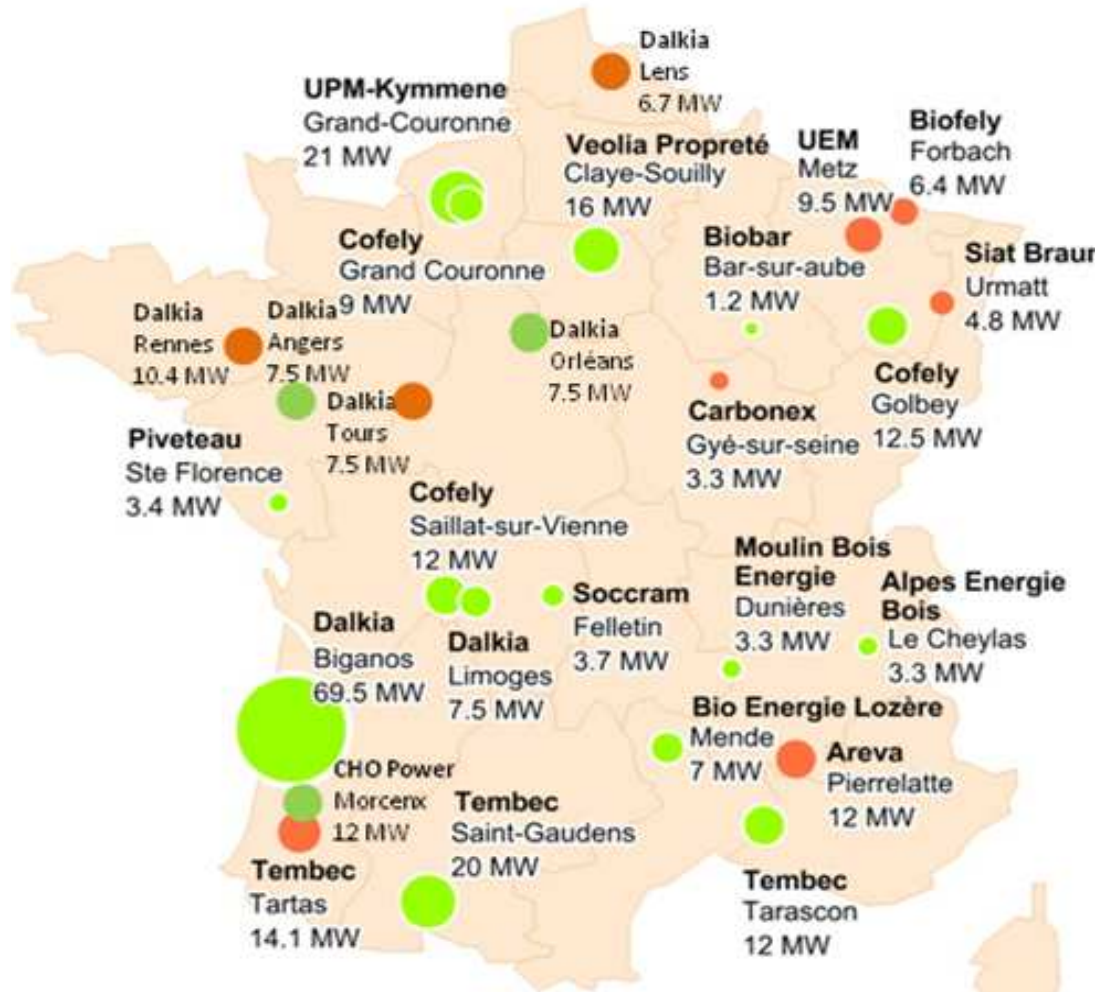 Dalkia
Lens
6.7 MW
UPM-Kymmene
Grand-Couronne
21 MW
Veolia Propreté
Claye-Souilly
16 MW
UEM
Metz
9.5 MW
Biofely
Forbach
6.4 MW
Cofely
Grand Couronne
9 MW
Biobar
Bar-sur-aube
1.2 MW
Siat Braun
Urmatt
4.8 MW
Dalkia
Rennes
10.4 MW
Dalkia
Angers
7.5 MW
Dalkia
Orléans
7.5 MW
Cofely
Golbey
12.5 MW
Dalkia
Tours
7.5 MW
Carbonex
Gyé-sur-seine
3.3 MW
Piveteau
Ste Florence
3.4 MW
Cofely
Saillat-sur-Vienne
12 MW
Moulin Bois
Energie
Dunières
3.3 MW
Alpes Energie
Bois
Le Cheylas
3.3 MW
Soccram
Felletin
3.7 MW
Dalkia
Biganos
69.5 MW
Dalkia
Limoges
7.5 MW
Bio Energie Lozère
Mende
7 MW
Areva
Pierrelatte
12 MW
CHO Power
Morcenx
12 MW
Tembec
Saint-Gaudens
20 MW
Tembec
Tartas
14.1 MW
Tembec
Tarascon
12 MW